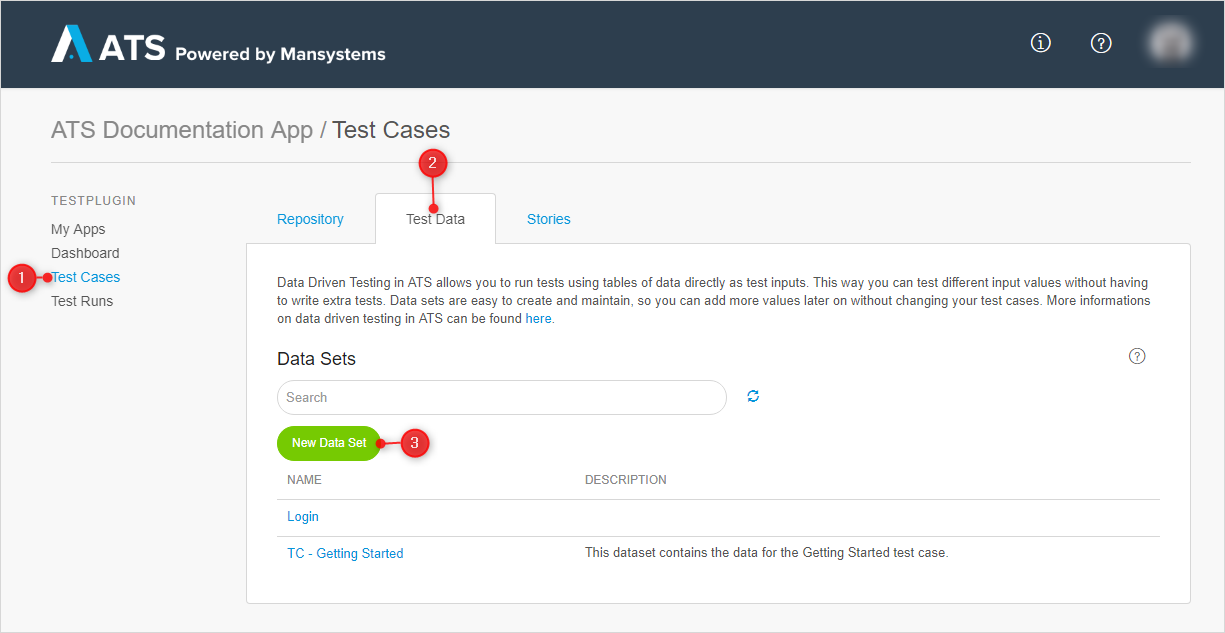 ATS Powered by Mansystems
ATS Documentation App / Test Cases
2
TESTPLUGIN
My Apps
Dashboard
1
Test Cases
Test Runs
Repository
Test Data
Stories
Data Driven Testing in ATS allows you to run tests using tables of data directly as test inputs. This way you can test different input values without having
to write extra tests. Data sets are easy to create and maintain, so you can add more values later on without changing your test cases. More informations
on data driven testing in ATS can be found here.
Data Sets
?
Search
New Data Set
3
NAME DESCRIPTION
Login
TC - Getting Started This dataset contains the data for the Getting Started test case.